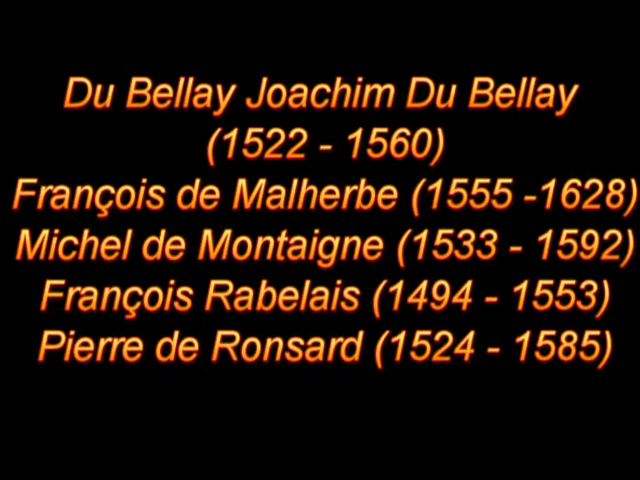 Du Bellay Joachim Du Bellay
(1522 - 1560)
François de Malherbe (1555 -1628)
Michel de Montaigne (1533 - 1592)
François Rabelais (1494 - 1553)
Pierre de Ronsard (1524 - 1585)